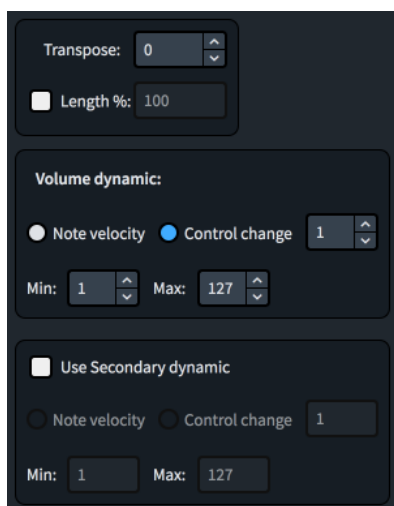 Transpose: 0
Length %: 100
Volume dynamic:
Note velocity Control change 1
Min: 1 Max: 127
Use Secondary dynamic
Note velocity Control change 1
Min: 1 Max: 127